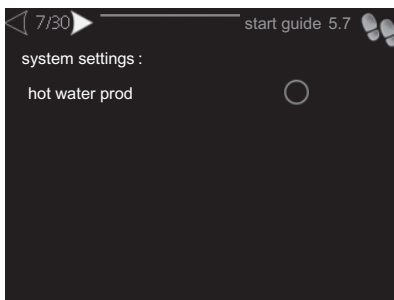 7/30 start guide 5.7
system settings :
hot water prod